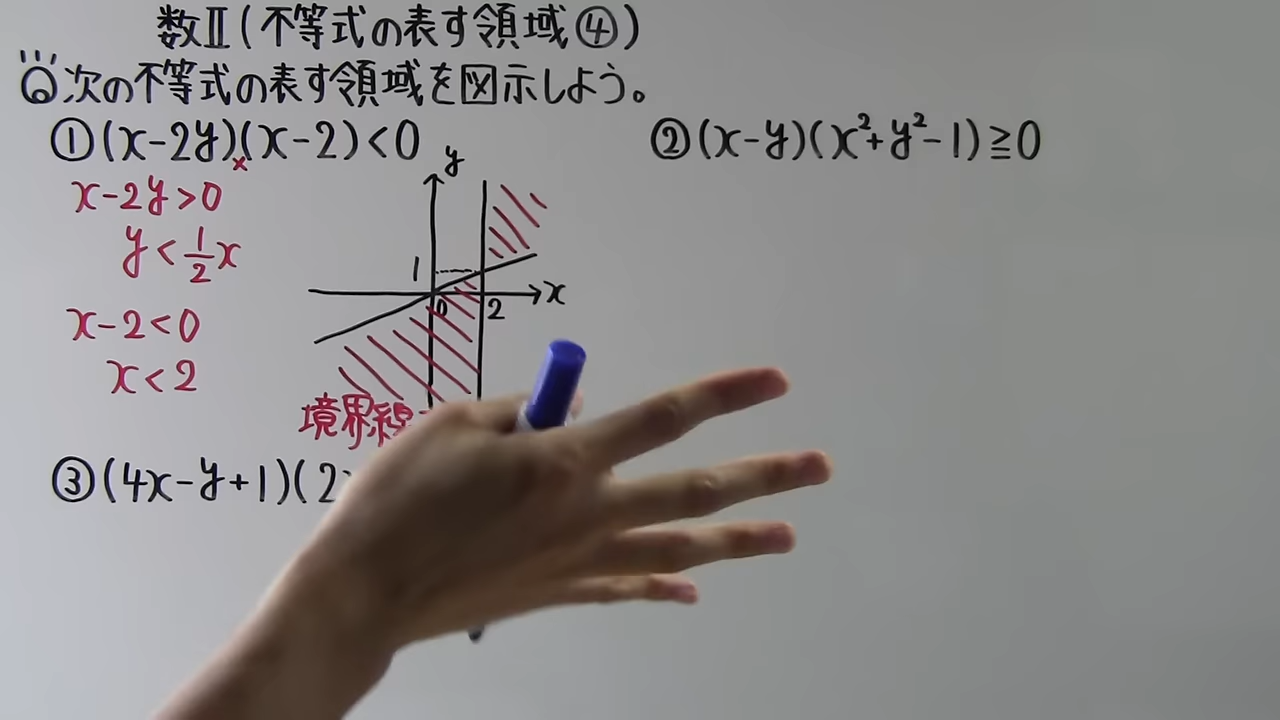 数Ⅱ(不等式の表す領域④)
Q次の不等式の表す領域を図示しよう。
①(x-2y)(x-2)<0
x-2y>0
y<1/2x
x-2<0
x<2
y
1
0
2
x
境界線
②(x-y)(x²+y²-1)≧0
③(4x-y+1)(2